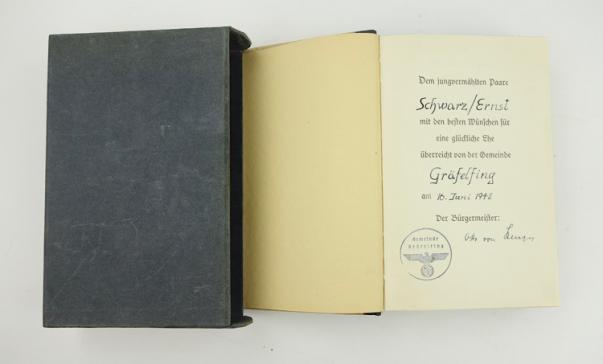 Dem jungvermählten Paare
Schwarz/Ernst
mit den besten Wünschen für
eine glückliche Ehe
überreicht von der Gemeinde
Gräfelfing
am 16. Juni 1942
Der Bürgermeister:
von
Gemeinde
Gräfelfing